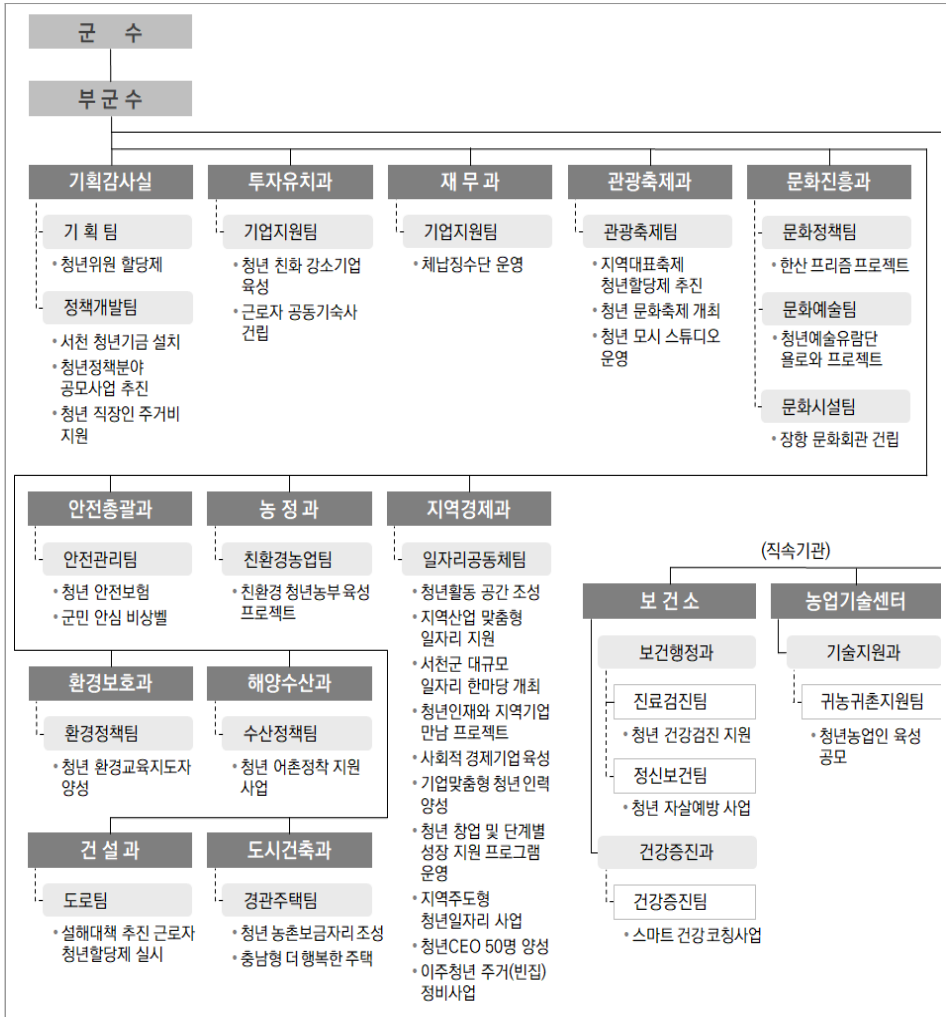 군 수
부 군 수
기획감사실
기 획 팀
• 청년위원 할당제
정책개발팀
• 서천 청년기금 설치
• 청년정책분야
공모사업 추진
• 청년 직장인 주거비
지원
투자유치과
기업지원팀
• 청년 친화 강소기업
육성
• 근로자 공동기숙사
건립
재 무 과
기업지원팀
• 체납징수단 운영
관광축제과
관광축제팀
• 지역대표축제
청년할당제 추진
• 청년 문화축제 개최
• 청년 모시 스튜디오
운영
문화진흥과
문화정책팀
• 한산 프리즘 프로젝트
문화예술팀
• 청년예술유람단
욜로와 프로젝트
문화시설팀
• 장항 문화회관 건립
안전총괄과
안전관리팀
• 청년 안전보험
• 군민 안심 비상벨
농 정 과
친환경농업팀
• 친환경 청년농부 육성
프로젝트
지역경제과
일자리공동체팀
• 청년활동 공간 조성
• 지역산업 맞춤형
일자리 지원
• 서천군 대규모
일자리 한마당 개최
• 청년인재와 지역기업
만남 프로젝트
• 사회적 경제기업 육성
• 기업맞춤형 청년 인력
양성
• 청년 창업 및 단계별
성장 지원 프로그램
운영
• 지역주도형
청년일자리 사업
• 청년CEO 50명 양성
• 이주청년 주거(빈집)
정비사업
환경보호과
환경정책팀
• 청년 환경교육지도자
양성
해양수산과
수산정책팀
• 청년 어촌정착 지원
사업
건 설 과
도로팀
• 설해대책 추진 근로자
청년할당제 실시
도시건축과
경관주택팀
• 청년 농촌보금자리 조성
• 충남형 더 행복한 주택
(직속기관)
보 건 소
보건행정과
진료검진팀
• 청년 건강검진 지원
정신보건팀
• 청년 자살예방 사업
건강증진과
건강증진팀
• 스마트 건강 코칭사업
농업기술센터
기술지원과
귀농귀촌지원팀
• 청년농업인 육성
공모